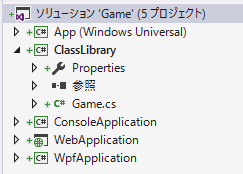 ソリューション 'Game' (5 プロジェクト)
App (Windows Universal)
ClassLibrary
Properties
参照
Game.cs
ConsoleApplication
WebApplication
WpfApplication